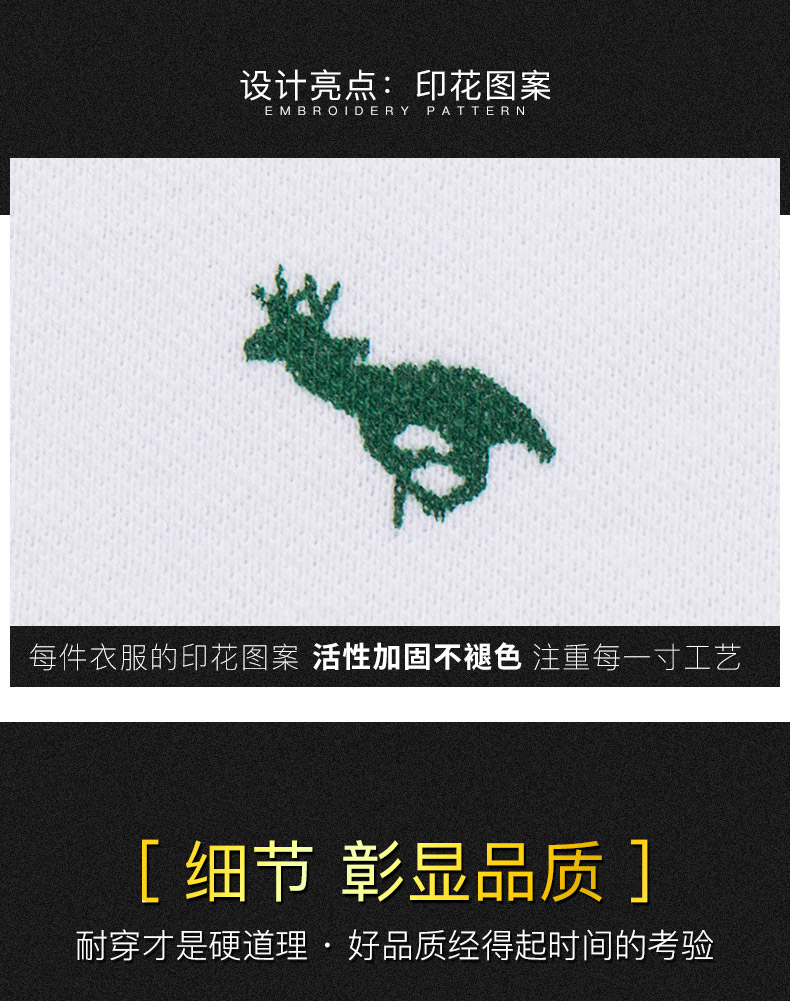 设计亮点：印花图案
EMBROIDERY PATTERN
每件衣服的印花图案 活性加固不褪色 注重每一寸工艺
[ 细节 彰显品质 ]
耐穿才是硬道理 · 好品质经得起时间的考验